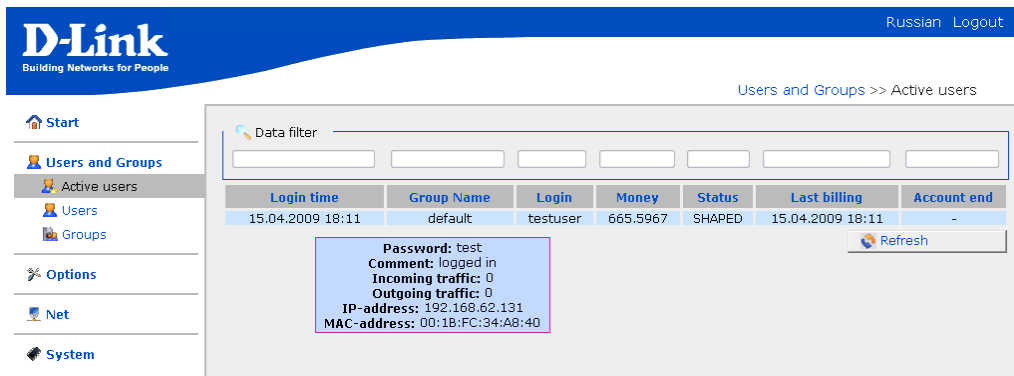 Russian Logout
D-Link
Building Networks for People
Users and Groups >> Active users
Start
Users and Groups
Active users
Users
Groups
Options
Net
System
Data filter
Login time Group Name Login Money Status Last billing Account end
15.04.2009 18:11 default testuser 665.5967 SHAPED 15.04.2009 18:11 -
Refresh
Password: test
Comment: logged in
Incoming traffic: 0
Outgoing traffic: 0
IP-address: 192.168.62.131
MAC-address: 00:1B:FC:34:A8:40